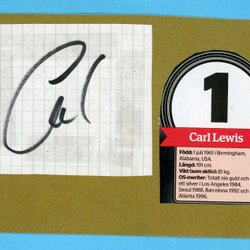 Carl
1
Carl Lewis
Född: 1 juli 1961 i Birmingham,
Alabama, USA.
Längd: 191 cm.
Vikt (som aktiv): 81 kg.
OS-meriter: Totalt nio guld och
ett silver i Los Angeles 1984,
Seoul 1988, Barcelona 1992 och
Atlanta 1996.